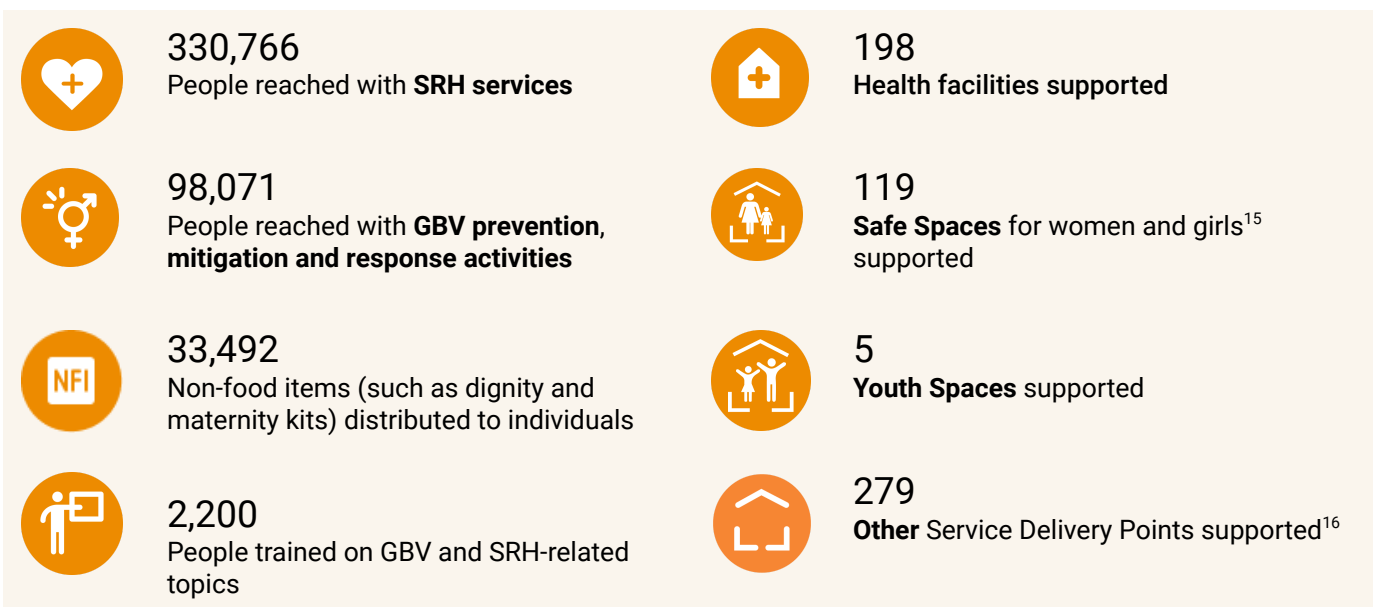 330,766
People reached with SRH services
98,071
People reached with GBV prevention,
mitigation and response activities
NFI
33,492
Non-food items (such as dignity and
maternity kits) distributed to individuals
2,200
People trained on GBV and SRH-related
topics
198
Health facilities supported
119
Safe Spaces for women and girls15
supported
5
Youth Spaces supported
279
Other Service Delivery Points supported16